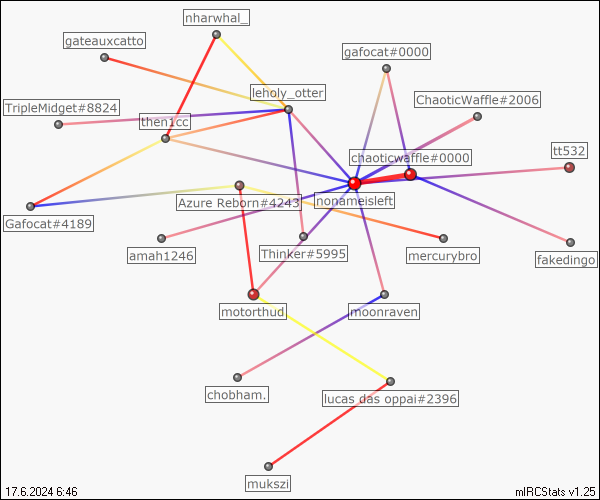 nharwhal_
gateauxcatto
gafocat#0000
leholy_otter
ChaoticWaffle#2006
TripleMidget#8824
then1cc
chaoticwaffle#0000
tt532
nonameisleft
Azure Reborn#4243
Gafocat#4189
amah1246
Thinker#5995
mercurybro
fakedingo
motorthud
moonraven
chobham.
lucas das oppai#2396
mukszi
17.6.2024 6:46
mIRCStats v1.25